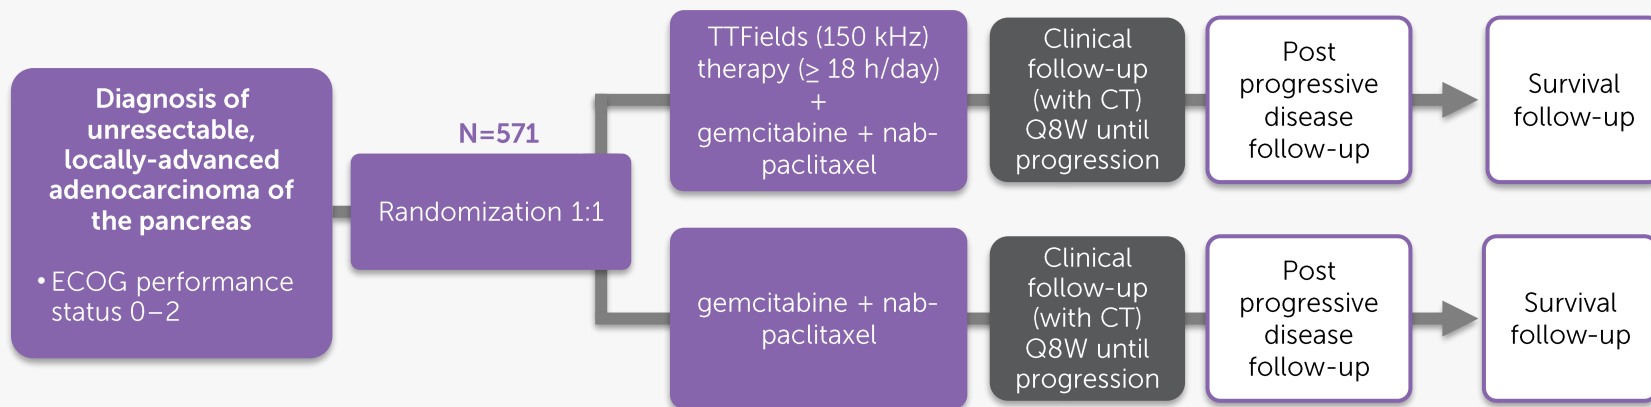 Diagnosis of
unresectable,
locally-advanced
adenocarcinoma of
the pancreas
• ECOG performance
status 0–2
N=571
Randomization 1:1
TTFields (150 kHz)
therapy (≥ 18 h/day)
+
gemcitabine + nab-
paclitaxel
Clinical
follow-up
(with CT)
Q8W until
progression
Post
progressive
disease
follow-up
Survival
follow-up
gemcitabine + nab-
paclitaxel
Clinical
follow-up
(with CT)
Q8W until
progression
Post
progressive
disease
follow-up
Survival
follow-up